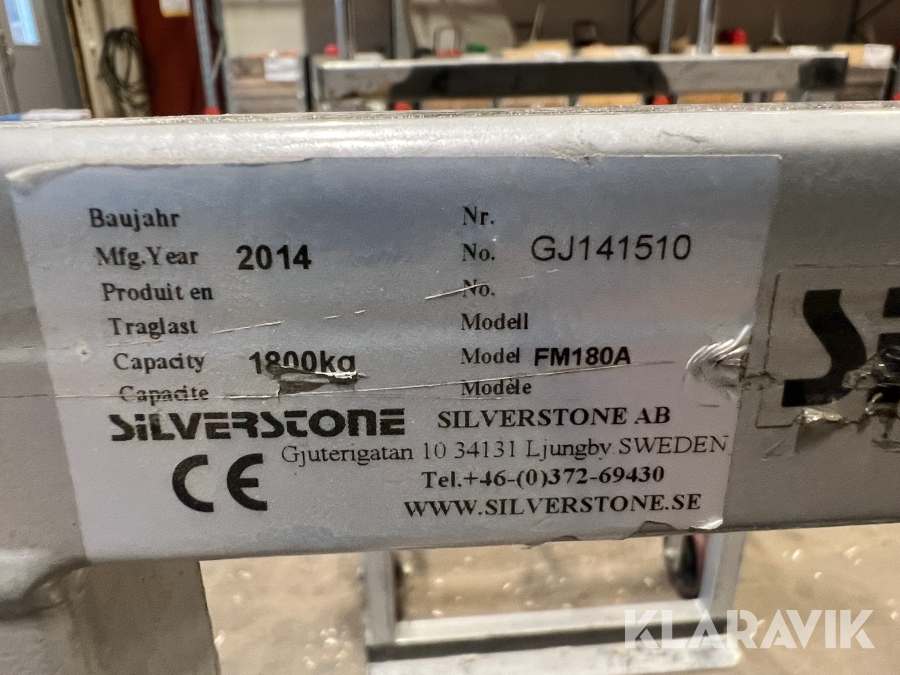 Baujahr
Mfg.Year 2014
Produit en
Traglast
Capacity 1800kg
Capacite
Nr.
No. GJ141510
No.
Modell
Model FM180A
Modèle
SILVERSTONE
SILVERSTONE AB
Gjuterigatan 10 34131 Ljungby SWEDEN
Tel.+46-(0)372-69430
WWW.SILVERSTONE.SE
CE
KLARAVIK